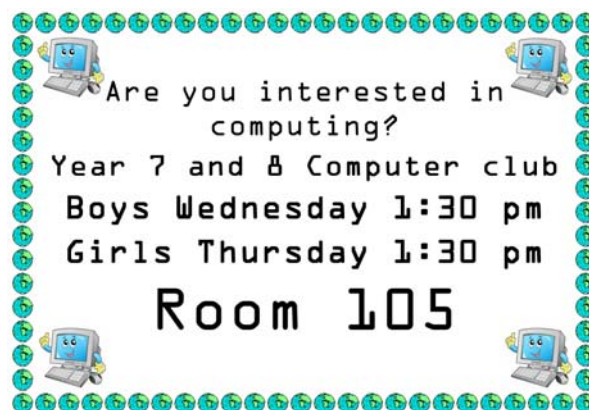 Are you interested in
computing?
Year 7 and 8 Computer club
Boys Wednesday 1:30 pm
Girls Thursday 1:30 pm
Room 105